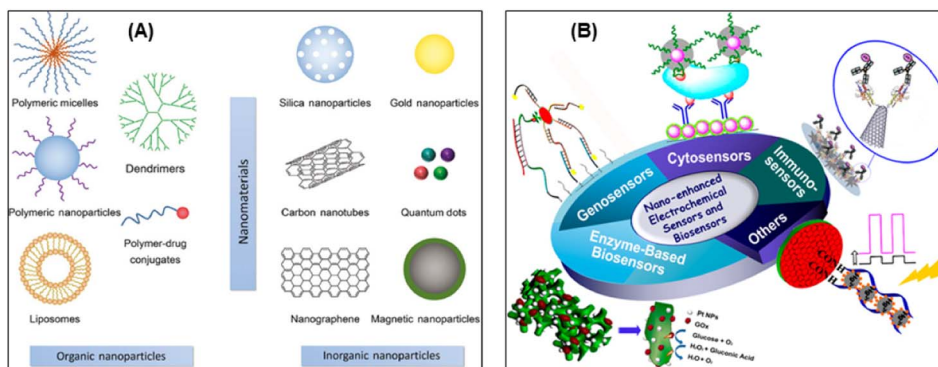 (A)
Polymeric micelles
Dendrimers
Polymeric nanoparticles
Polymer-drug
conjugates
Liposomes
Organic nanoparticles
Nanomaterials
Silica nanoparticles
Gold nanoparticles
Carbon nanotubes
Quantum dots
Nanographene
Magnetic nanoparticles
Inorganic nanoparticles
(B)
Genosensors
Cytosensors
Immuno-
sensors
Others
Enzyme-Based
Biosensors
Nano-enhanced
Electrochemical
Sensors and
Biosensors
CONH
CONH
Pt NPs
GOx
Glucose + O₂
H₂O₂ + Gluconic Acid
H₂O + O₂